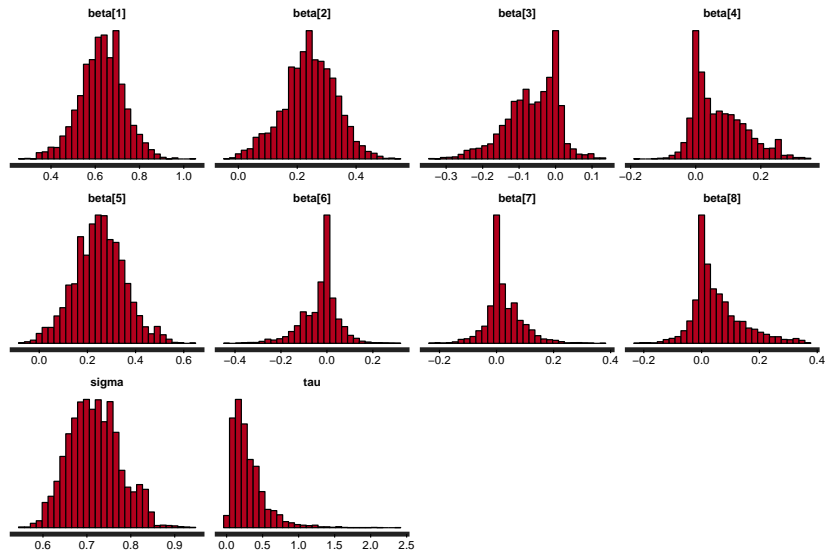 beta[1] beta[2] beta[3] beta[4]
0.4 0.6 0.8 1.0 0.0 0.2 0.4 −0.3 −0.2 −0.1 0.0 0.1 −0.2 0.0 0.2
beta[5] beta[6] beta[7] beta[8]
0.0 0.2 0.4 0.6 −0.4 −0.2 0.0 0.2 −0.2 0.0 0.2 0.4 −0.2 0.0 0.2 0.4
sigma tau
0.6 0.7 0.8 0.9 0.0 0.5 1.0 1.5 2.0 2.5